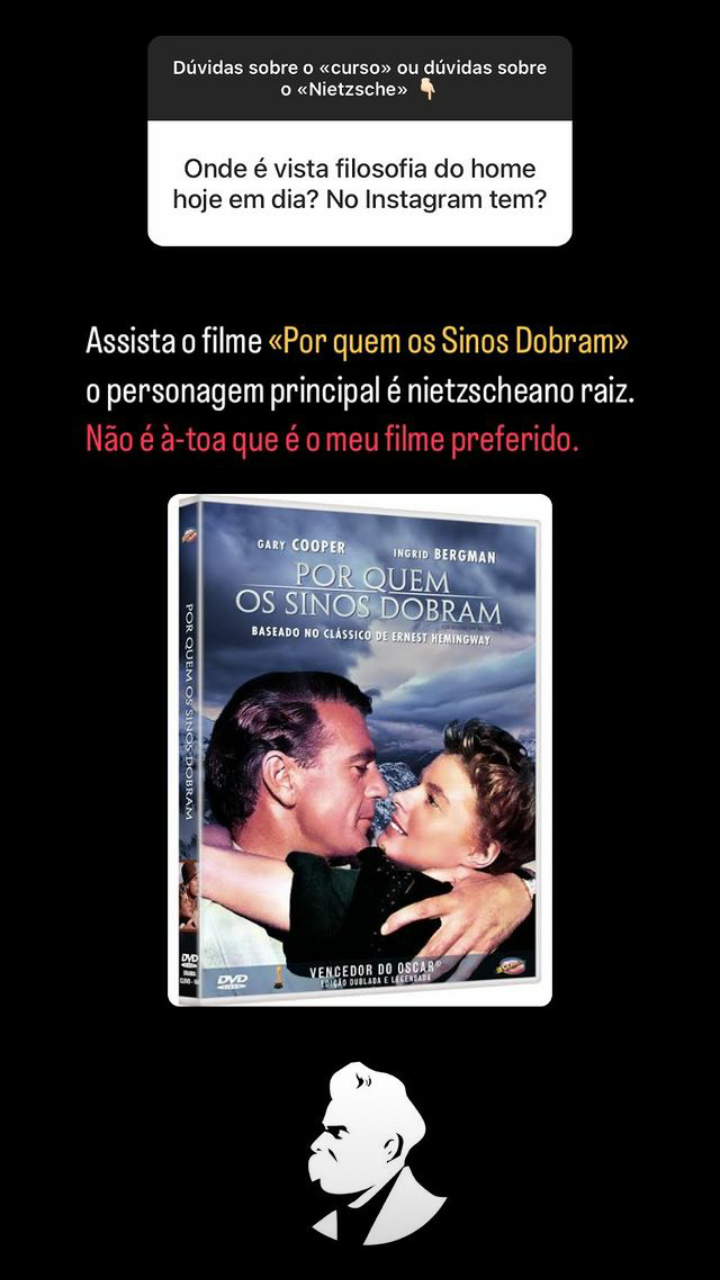 Dúvidas sobre o «curso» ou dúvidas sobre
o «Nietzsche» 👇🏻
Onde é vista filosofia do home
hoje em dia? No Instagram tem?
Assista o filme «Por quem os Sinos Dobram»
o personagem principal é nietzscheano raiz.
Não é à-toa que é o meu filme preferido.
GARY COOPER
INGRID BERGMAN
POR QUEM
OS SINOS DOBRAM
BASEADO NO CLÁSSICO DE ERNEST HEMINGWAY
POR QUEM OS SINOS DOBRAM
DVD
DVD
VENCEDOR DO OSCAR®
EDIÇÃO DUBLADA E LEGENDADA